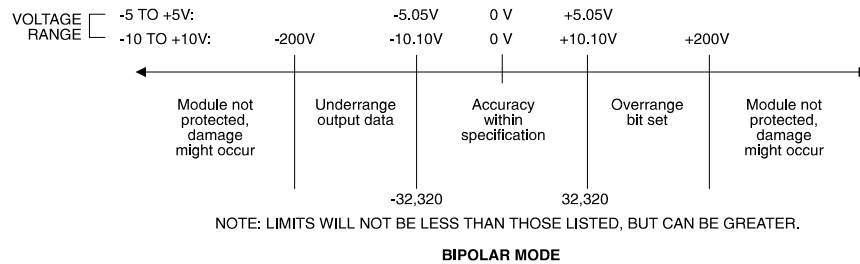 VOLTAGE RANGE
-5 TO +5V: -5.05V 0 V +5.05V
-10 TO +10V: -200V -10.10V 0 V +10.10V +200V
Module not protected, damage might occur
Underrange output data
Accuracy within specification
Overrange bit set
Module not protected, damage might occur
-32,320 32,320
NOTE: LIMITS WILL NOT BE LESS THAN THOSE LISTED, BUT CAN BE GREATER.
BIPOLAR MODE